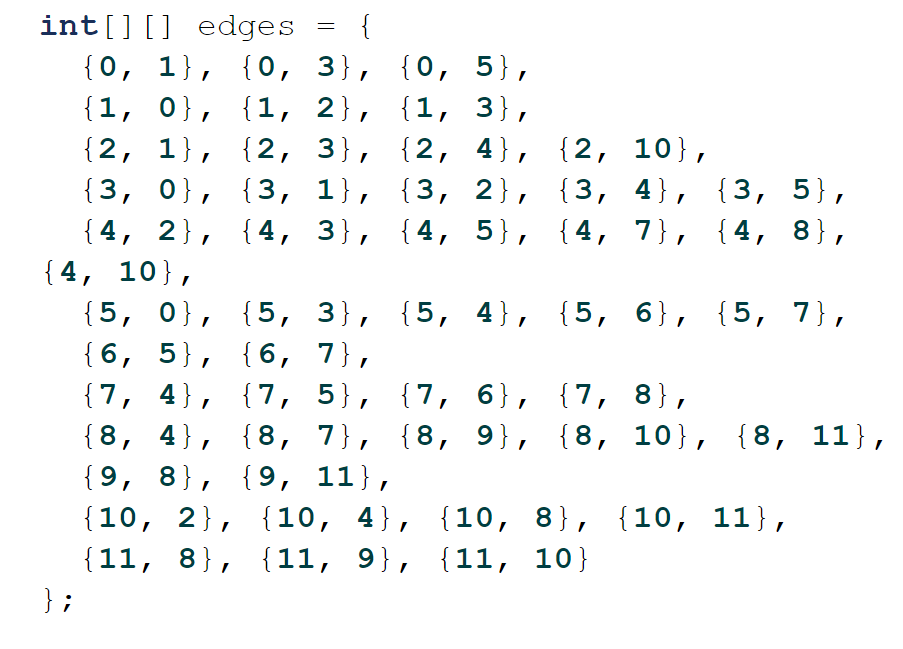 int[][] edges = {
{0, 1}, {0, 3}, {0, 5},
{1, 0}, {1, 2}, {1, 3},
{2, 1}, {2, 3}, {2, 4}, {2, 10},
{3, 0}, {3, 1}, {3, 2}, {3, 4}, {3, 5},
{4, 2}, {4, 3}, {4, 5}, {4, 7}, {4, 8},
{4, 10},
{5, 0}, {5, 3}, {5, 4}, {5, 6}, {5, 7},
{6, 5}, {6, 7},
{7, 4}, {7, 5}, {7, 6}, {7, 8},
{8, 4}, {8, 7}, {8, 9}, {8, 10}, {8, 11},
{9, 8}, {9, 11},
{10, 2}, {10, 4}, {10, 8}, {10, 11},
{11, 8}, {11, 9}, {11, 10}
};